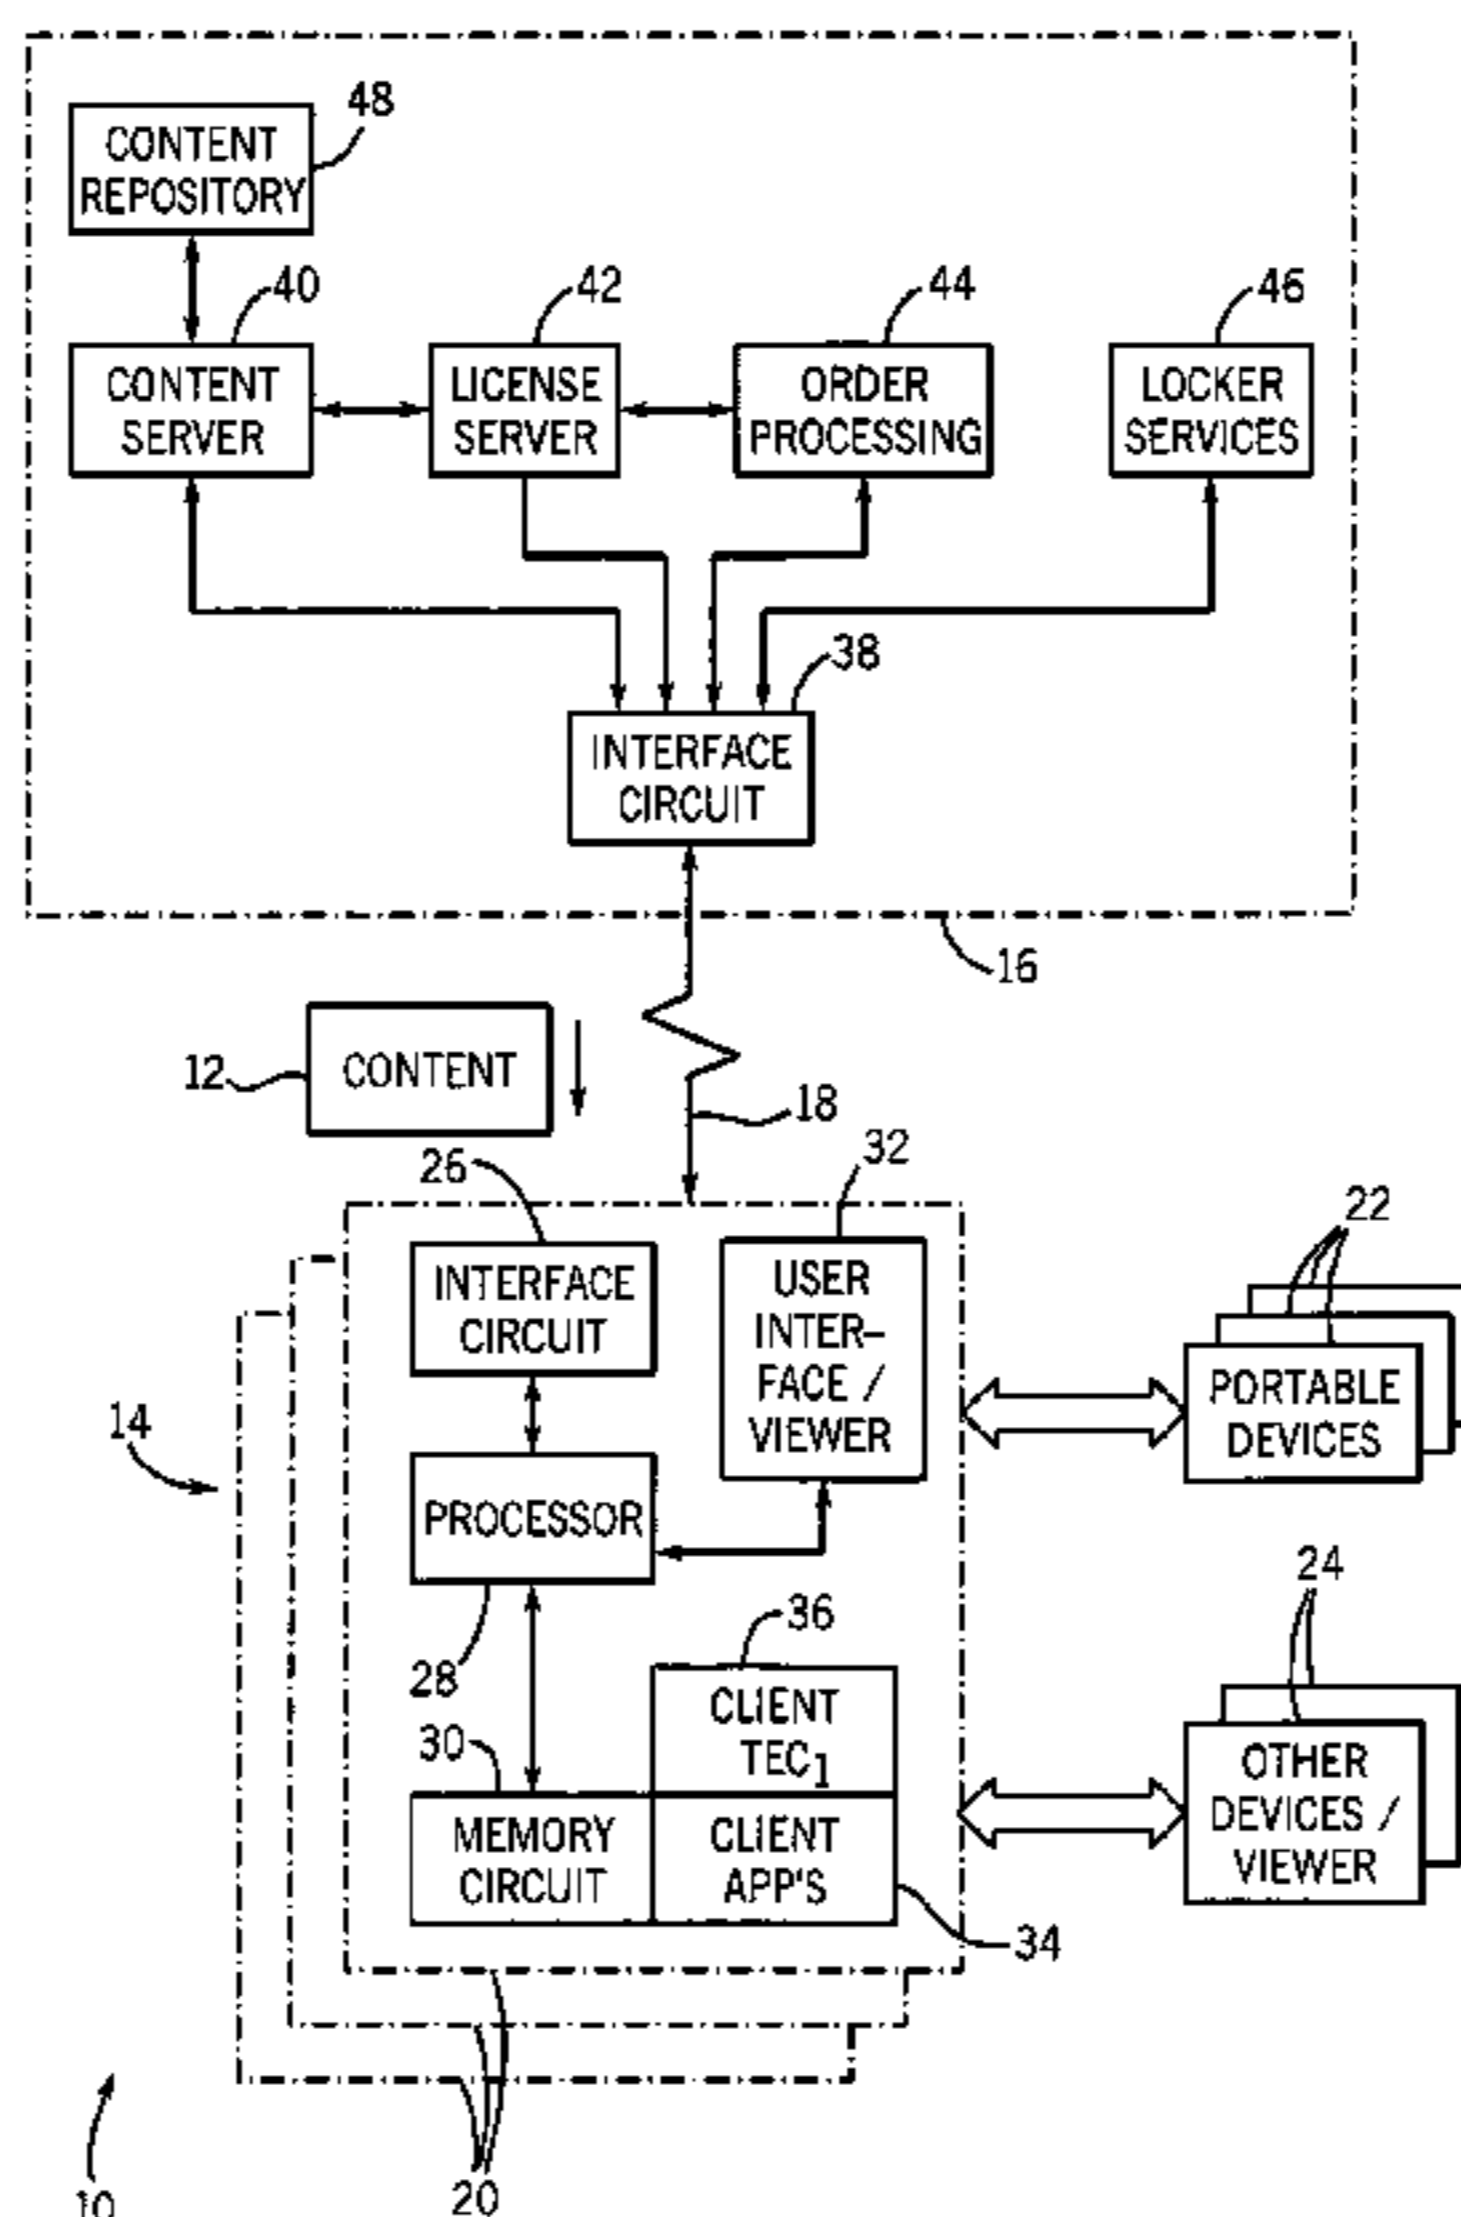 48
CONTENT
REPOSITORY
40
42
44
46
CONTENT
SERVER
LICENSE
SERVER
ORDER
PROCESSING
LOCKER
SERVICES
38
INTERFACE
CIRCUIT
16
12
CONTENT
18
26
32
22
INTERFACE
CIRCUIT
USER
INTER-
FACE /
VIEWER
PORTABLE
DEVICES
14
PROCESSOR
24
28
36
30
CLIENT
TEC1
OTHER
DEVICES /
VIEWER
MEMORY
CIRCUIT
CLIENT
APP'S
34
10
20